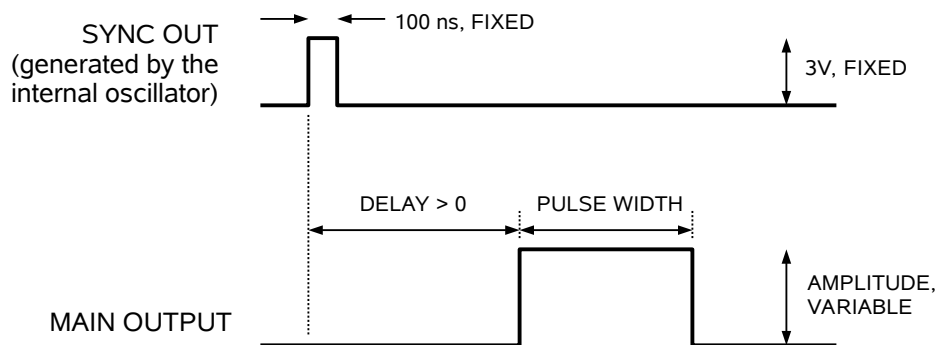 100 ns, FIXED
SYNC OUT
(generated by the
internal oscillator)
3V, FIXED
DELAY > 0
PULSE WIDTH
AMPLITUDE,
VARIABLE
MAIN OUTPUT